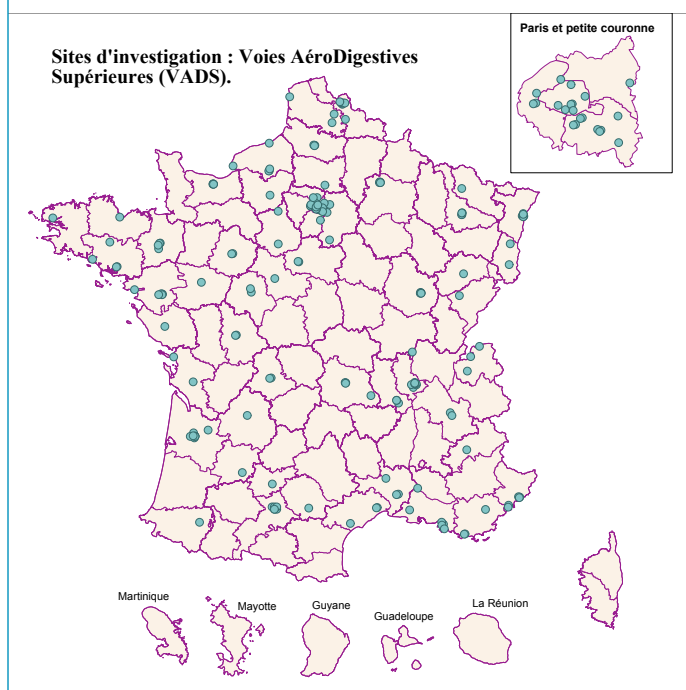 Paris et petite couronne
Sites d'investigation : Voies AéroDigestives
Supérieures (VADS).
Martinique
Mayotte
Guyane
Guadeloupe
La Réunion